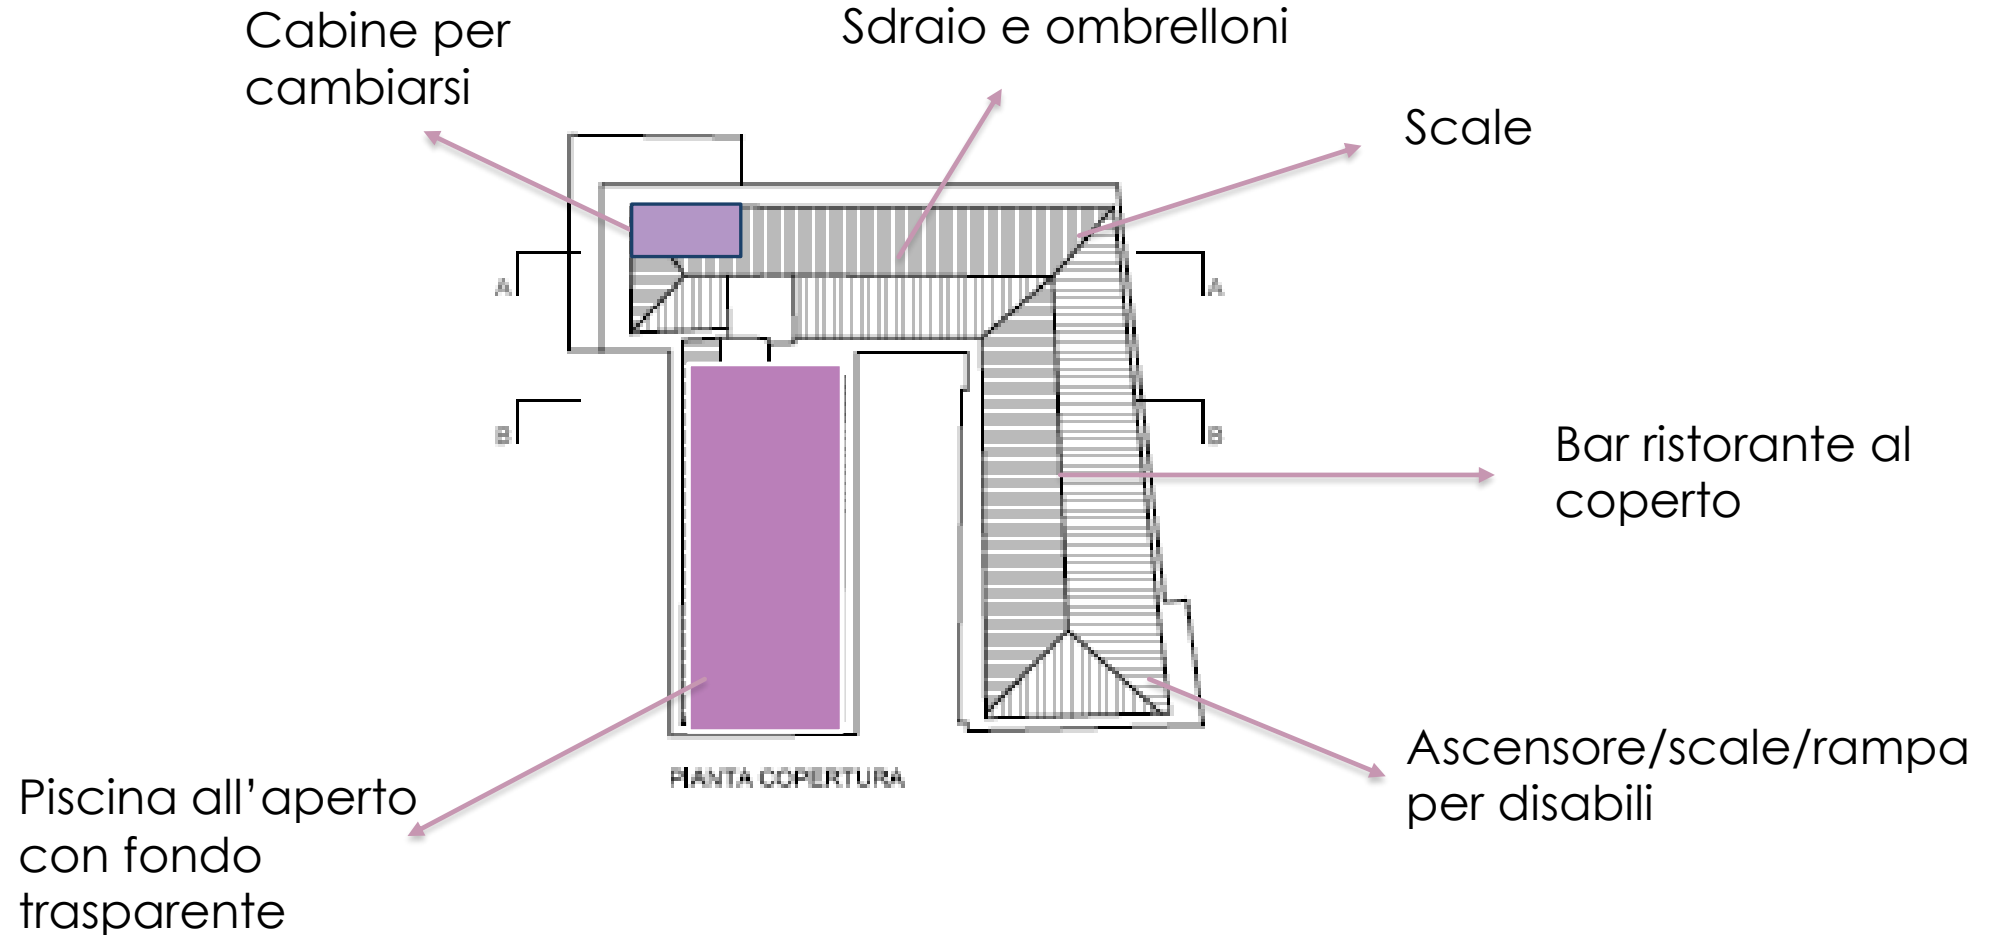 Cabine per
cambiarsi
Sdraio e ombrelloni
Scale
A
A
B
B
Bar ristorante al
coperto
Ascensore/scale/rampa
per disabili
PIANTA COPERTURA
Piscina all’aperto
con fondo
trasparente